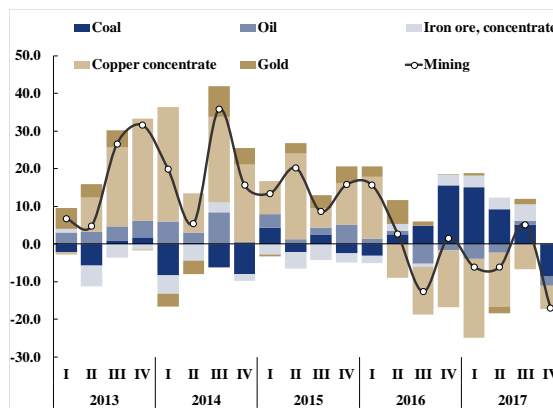 Coal Oil Iron ore, concentrate
Copper concentrate Gold Mining
50.0
40.0
30.0
20.0
10.0
0.0
-10.0
-20.0
-30.0
I II III IV I II III IV I II III IV I II III IV I II III IV
2013 2014 2015 2016 2017